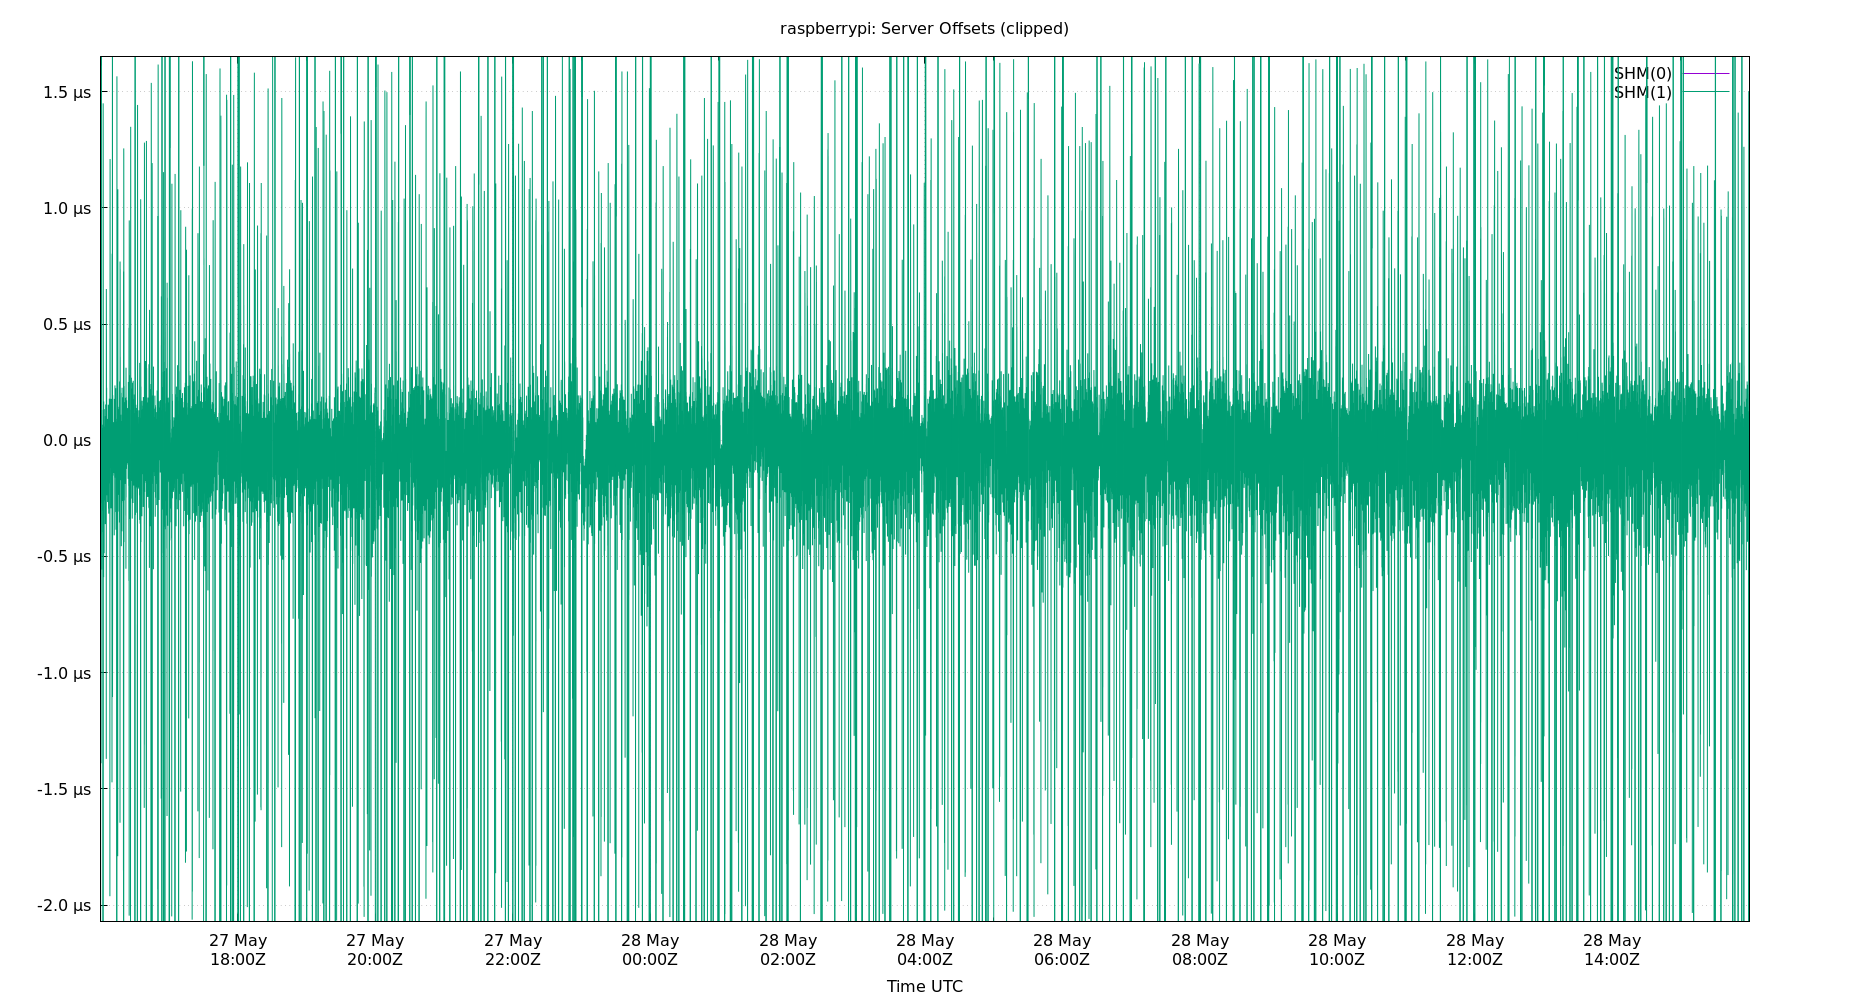 raspberrypi: Server Offsets (clipped)
SHM(0)
SHM(1)
1.5 µs
1.0 µs
0.5 µs
0.0 µs
-0.5 µs
-1.0 µs
-1.5 µs
-2.0 µs
27 May 27 May 27 May 28 May 28 May 28 May 28 May 28 May 28 May 28 May 28 May
18:00Z 20:00Z 22:00Z 00:00Z 02:00Z 04:00Z 06:00Z 08:00Z 10:00Z 12:00Z 14:00Z
Time UTC